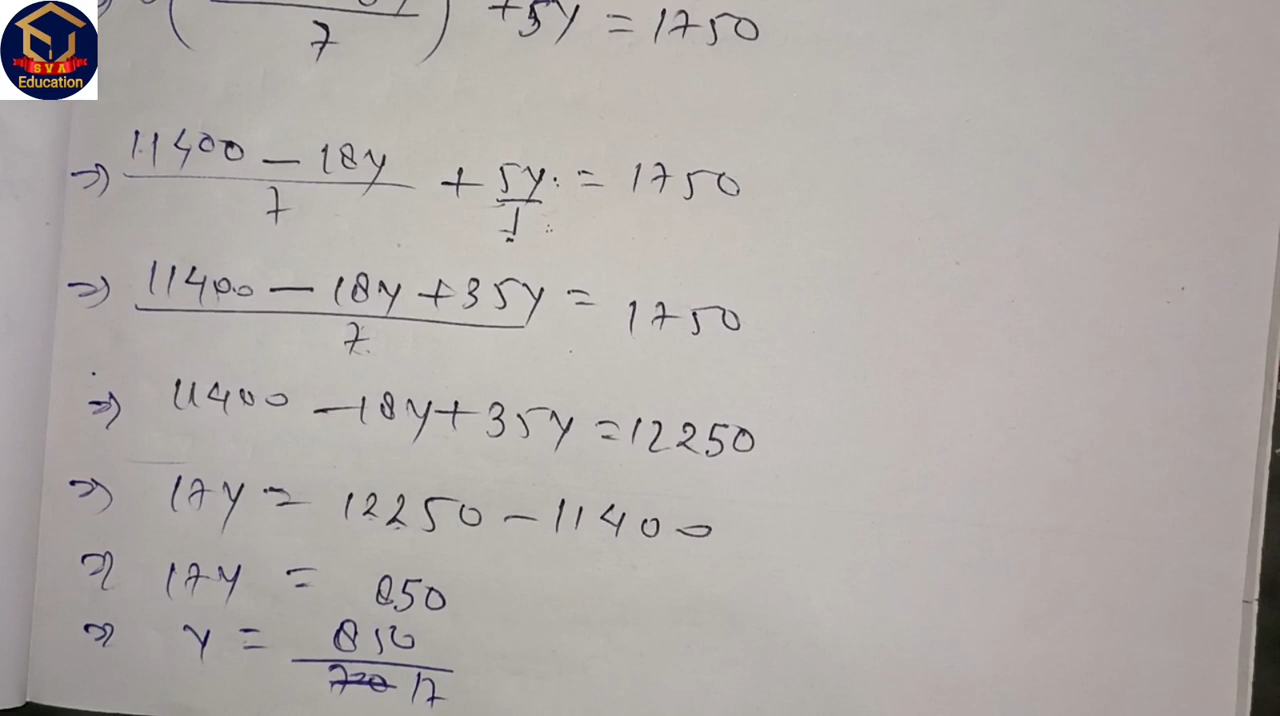 SVA
Education
7 ) + 5y = 1750
⇒ 11400 - 18y / 7 + 5y / 1 = 1750
⇒ 11400 - 18y + 35y / 7 = 1750
⇒ 11400 - 18y + 35y = 12250
⇒ 17y = 12250 - 11400
⇒ 17y = 850
⇒ y = 850 / 17